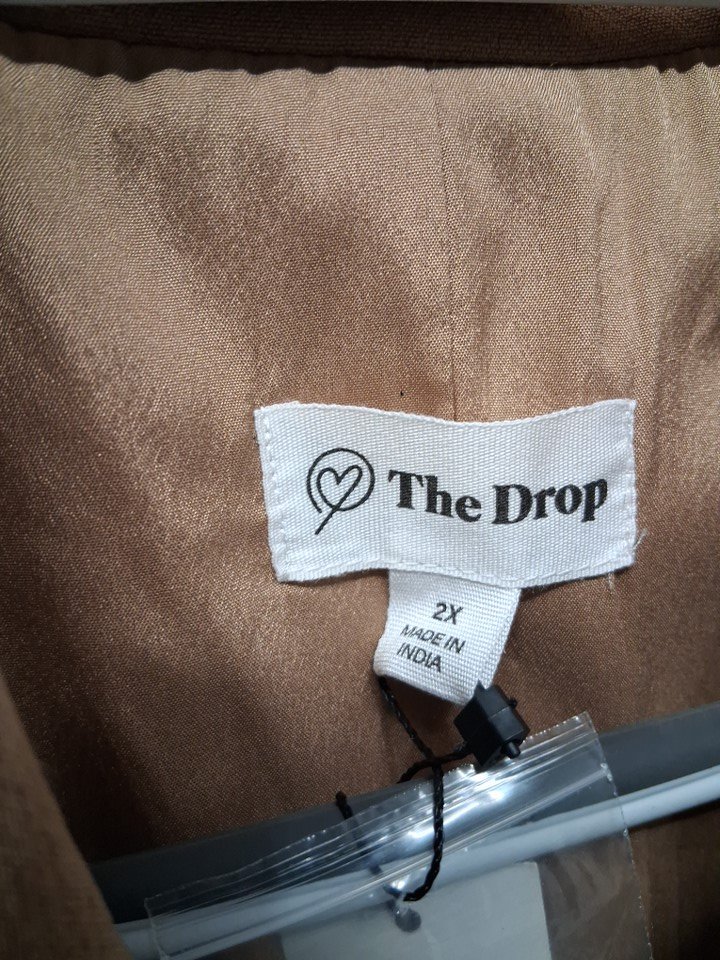 The Drop
2X
MADE IN
INDIA